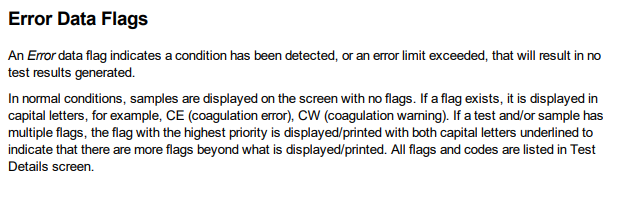 Error Data Flags
An Error data flag indicates a condition has been detected, or an error limit exceeded, that will result in no
test results generated.
In normal conditions, samples are displayed on the screen with no flags. If a flag exists, it is displayed in
capital letters, for example, CE (coagulation error), CW (coagulation warning). If a test and/or sample has
multiple flags, the flag with the highest priority is displayed/printed with both capital letters underlined to
indicate that there are more flags beyond what is displayed/printed. All flags and codes are listed in Test
Details screen.